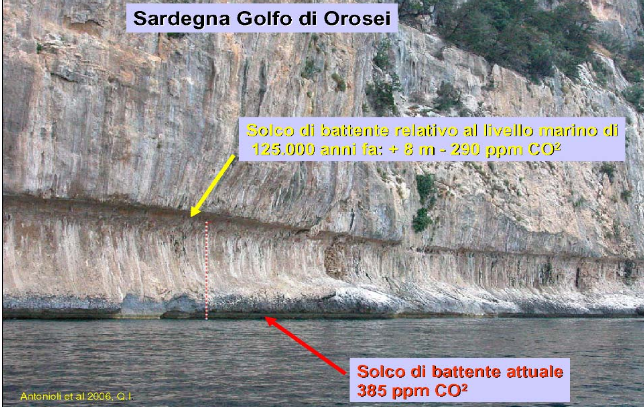 Sardegna Golfo di Orosei
Solco di battente relativo al livello marino di
125.000 anni fa: + 8 m - 290 ppm CO²
Solco di battente attuale
385 ppm CO²
Antonioli et al 2006, Q.I